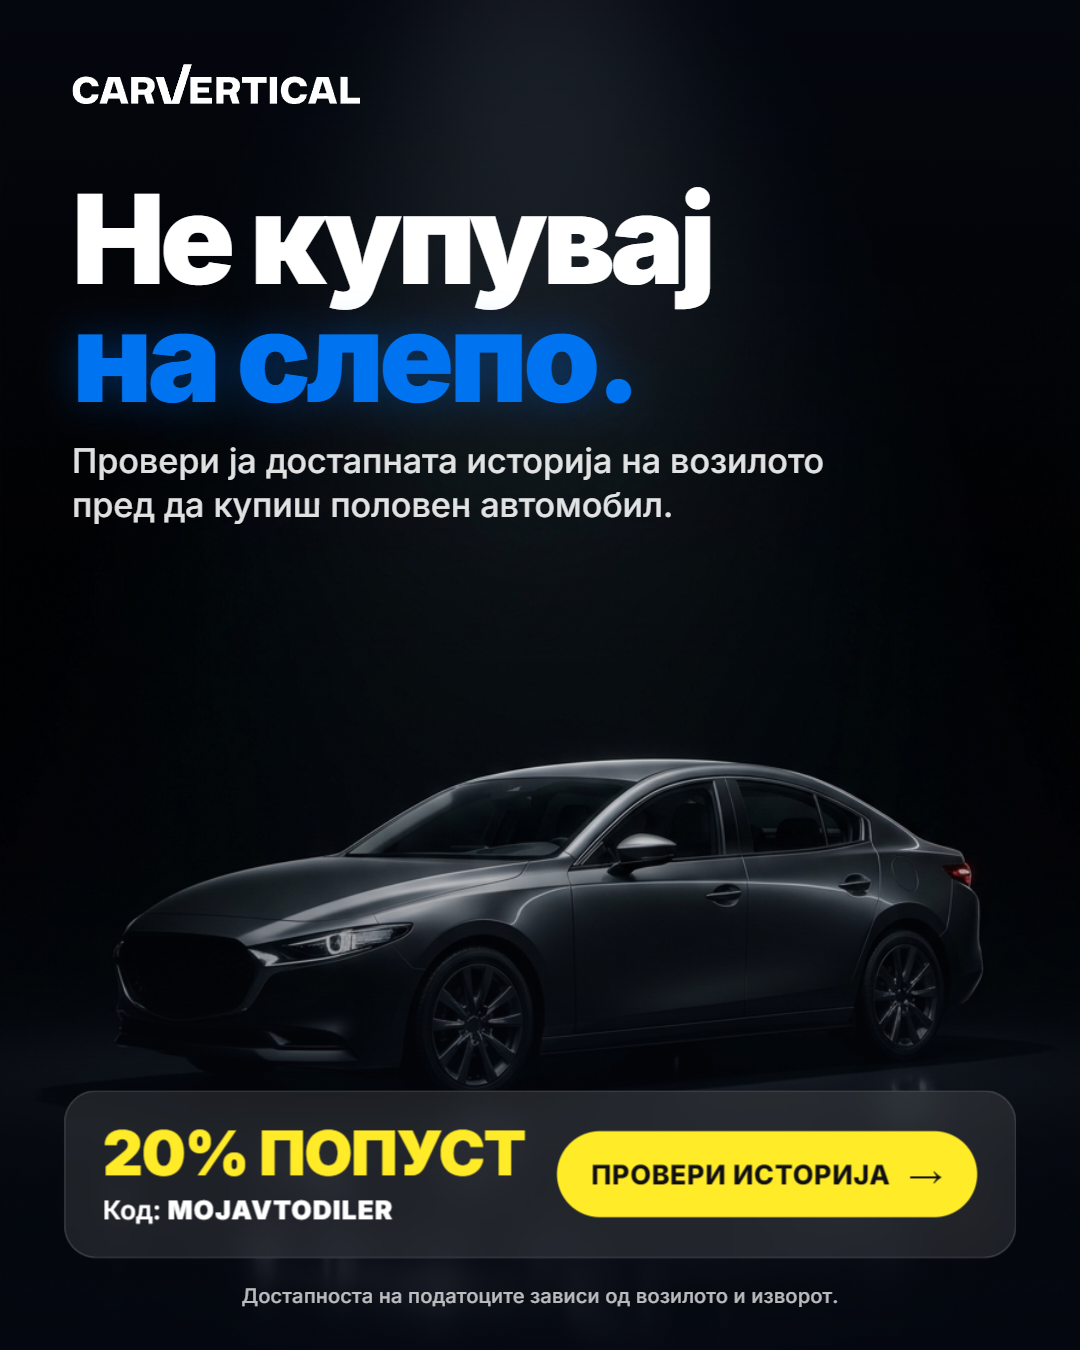 CARVERTICAL
Не купувај
на слепо.
Провери ја достапната историја на возилото
пред да купиш половен автомобил.
20% ПОПУСТ
Код: MOJAVTODILER
ПРОВЕРИ ИСТОРИЈА →
Достапноста на податоците зависи од возилото и изворот.